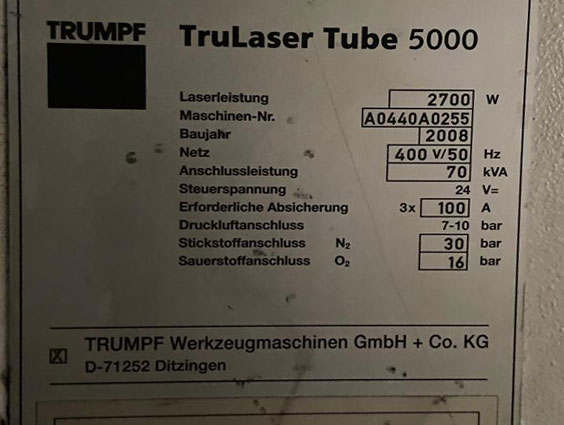 TRUMPF TruLaser Tube 5000
Laserleistung 2700 W
Maschinen-Nr. A0440A0255
Baujahr 2008
Netz 400 V/50 Hz
Anschlussleistung 70 kVA
Steuerspannung 24 V=
Erforderliche Absicherung 3x 100 A
Druckluftanschluss 7-10 bar
Stickstoffanschluss N₂ 30 bar
Sauerstoffanschluss O₂ 16 bar
TRUMPF Werkzeugmaschinen GmbH + Co. KG
D-71252 Ditzingen